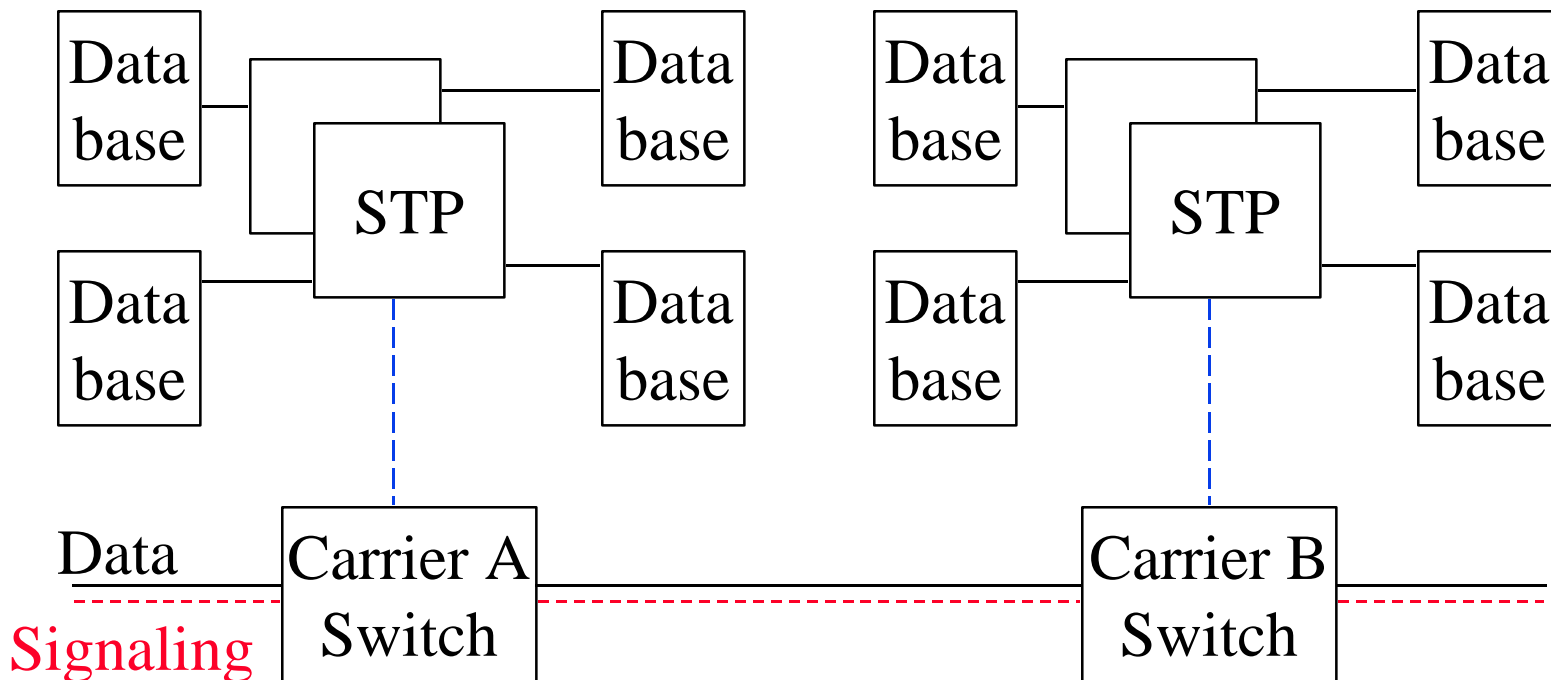 Data
base
Data
base
Data
base
Data
base
STP
STP
Data
base
Data
base
Data
base
Data
base
Data
Carrier A
Switch
Carrier B
Switch
Signaling